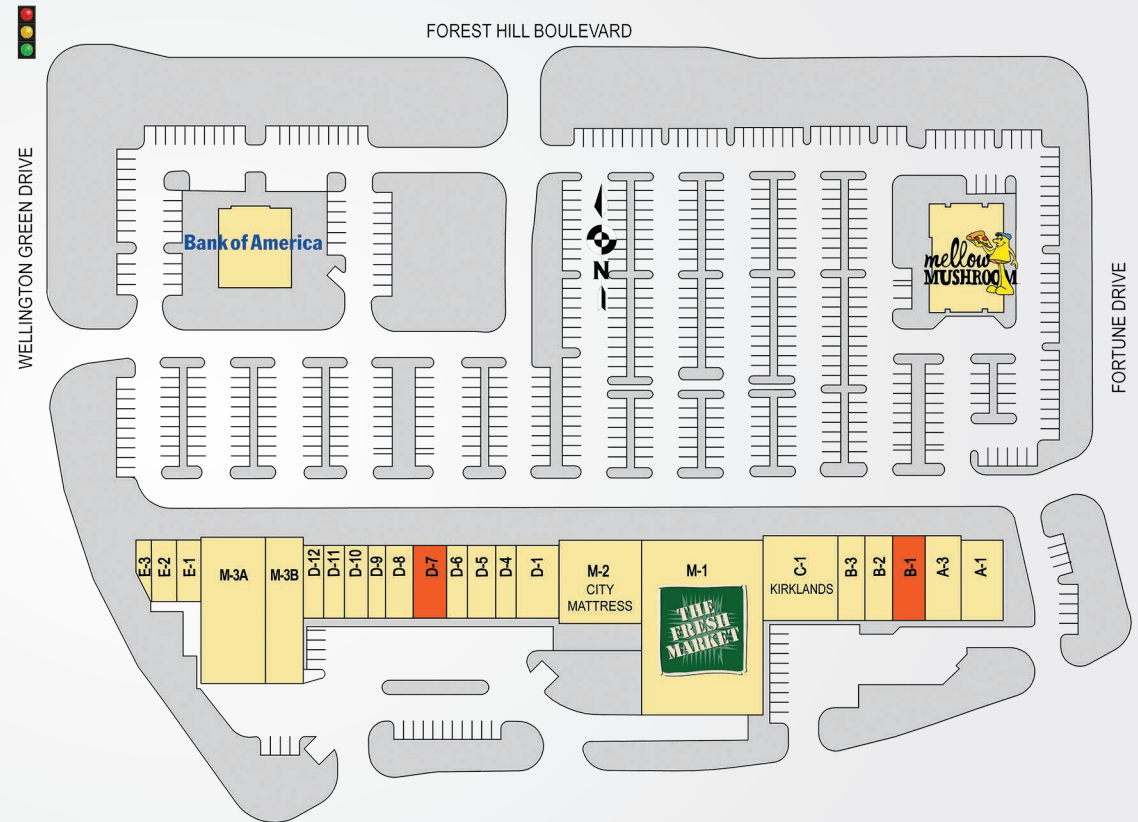 FOREST HILL BOULEVARD
WELLINGTON GREEN DRIVE
Bank of America
N
mellow
MUSHROOM
FORTUNE DRIVE
E-3
E-2
E-1
M-3A
M-3B
D-12
D-11
D-10
D-9
D-8
D-7
D-6
D-5
D-4
D-1
M-2
CITY
MATTRESS
M-1
THE
FRESH
MARKET
C-1
KIRKLANDS
B-3
B-2
B-1
A-3
A-1